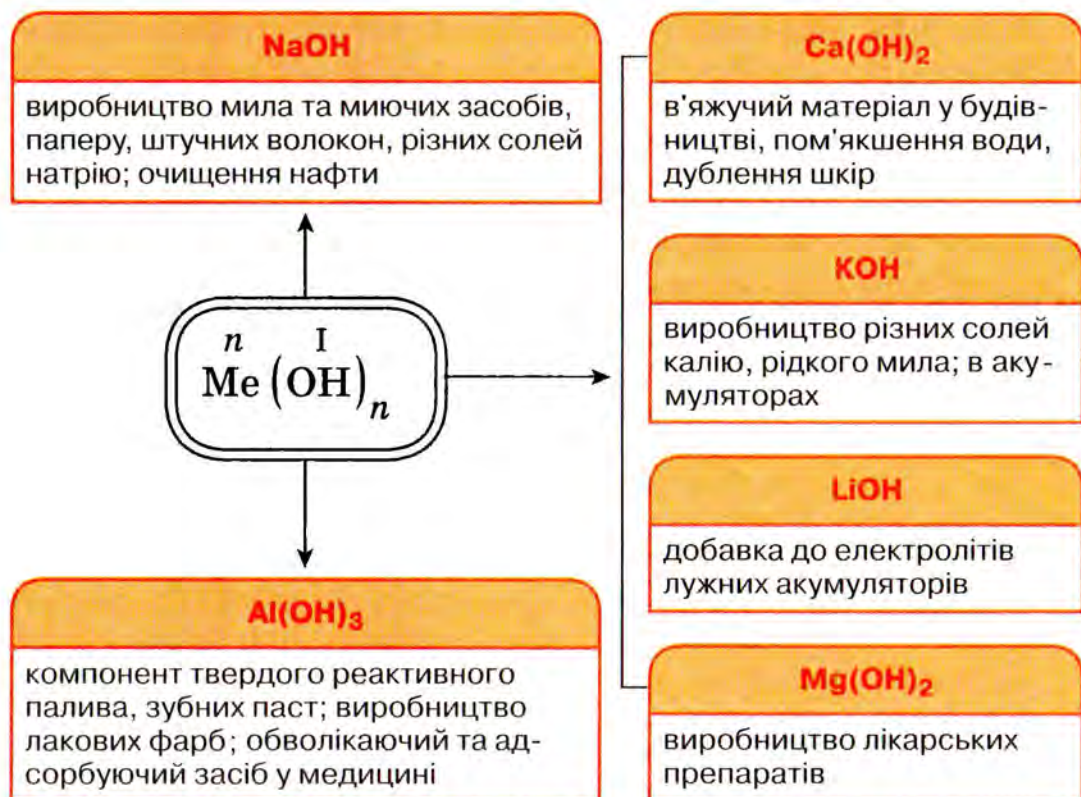 NaOH
виробництво мила та миючих засобів,
паперу, штучних волокон, різних солей
натрію; очищення нафти
n I
Me (OH)n
Al(OH)3
компонент твердого реактивного
палива, зубних паст; виробництво
лакових фарб; обволікаючий та ад-
сорбуючий засіб у медицині
Ca(OH)2
в'яжучий матеріал у будів-
ництві, пом'якшення води,
дублення шкір
KOH
виробництво різних солей
калію, рідкого мила; в аку-
муляторах
LiOH
добавка до електролітів
лужних акумуляторів
Mg(OH)2
виробництво лікарських
препаратів